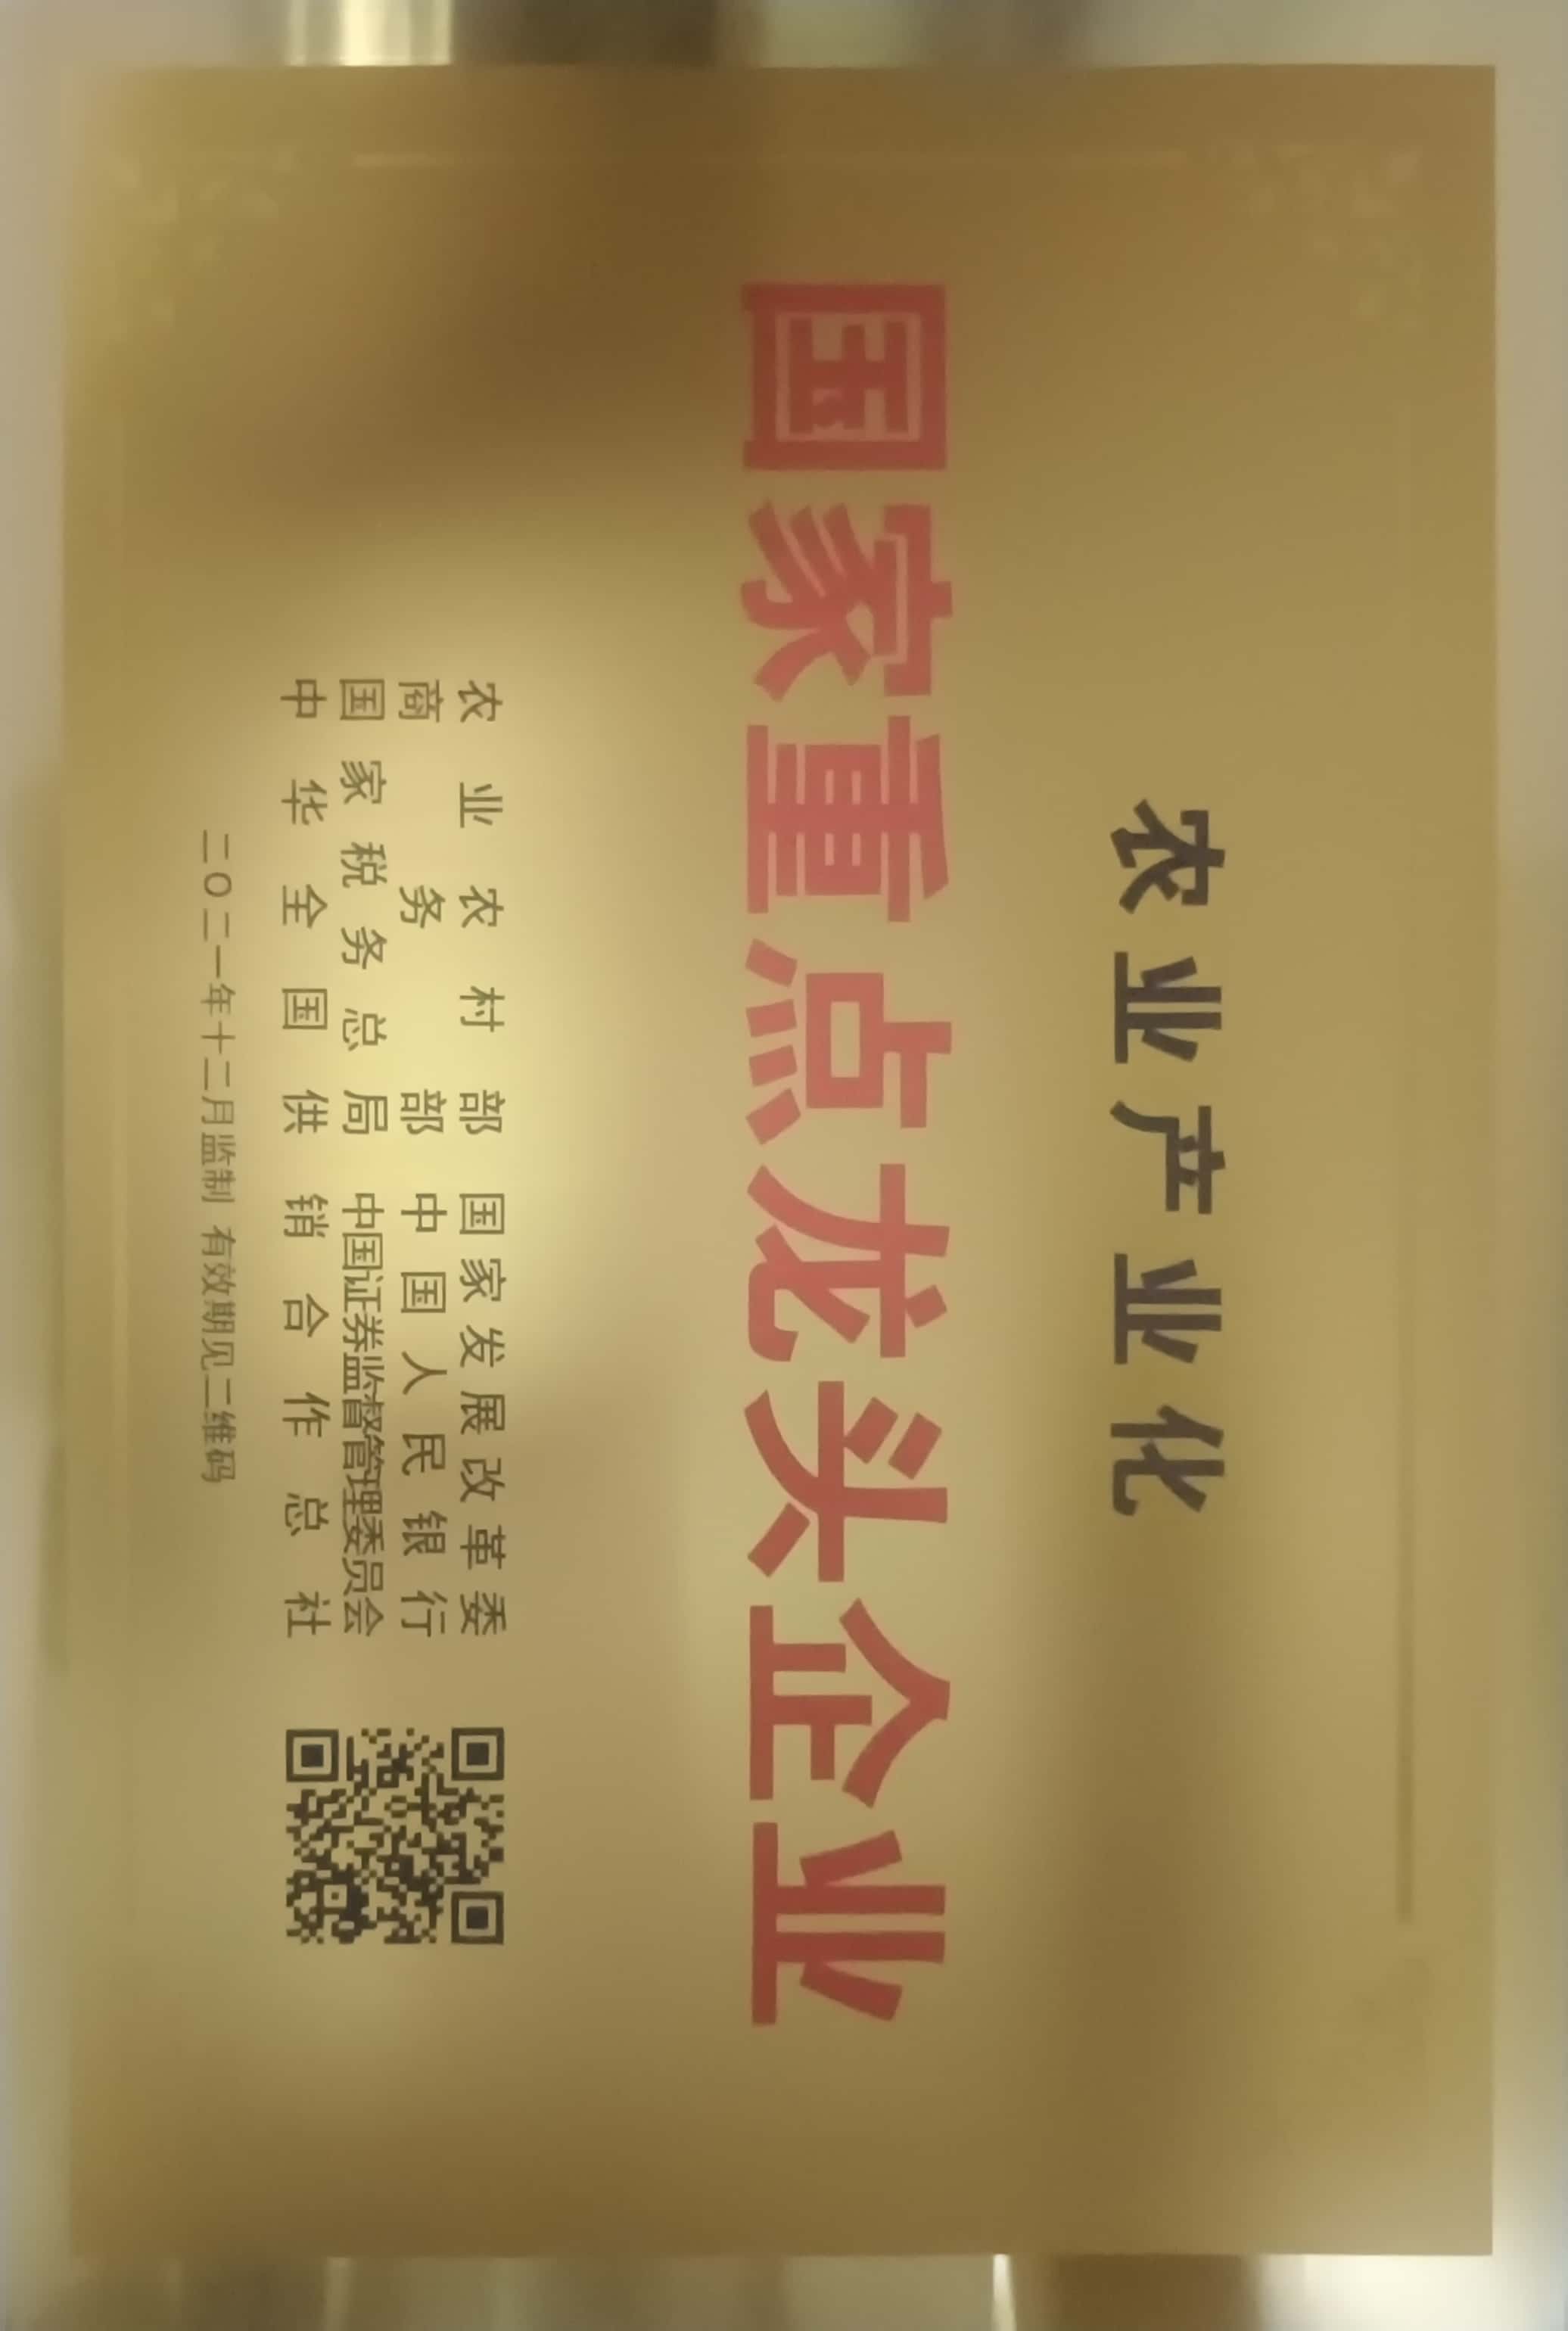 农业产业化
国家重点龙头企业
农业农村部 国家发展改革委
商务部 中国人民银行
国家税务总局 中国证券监督管理委员会
中华全国供销合作总社
二〇二一年十二月监制 有效期见二维码